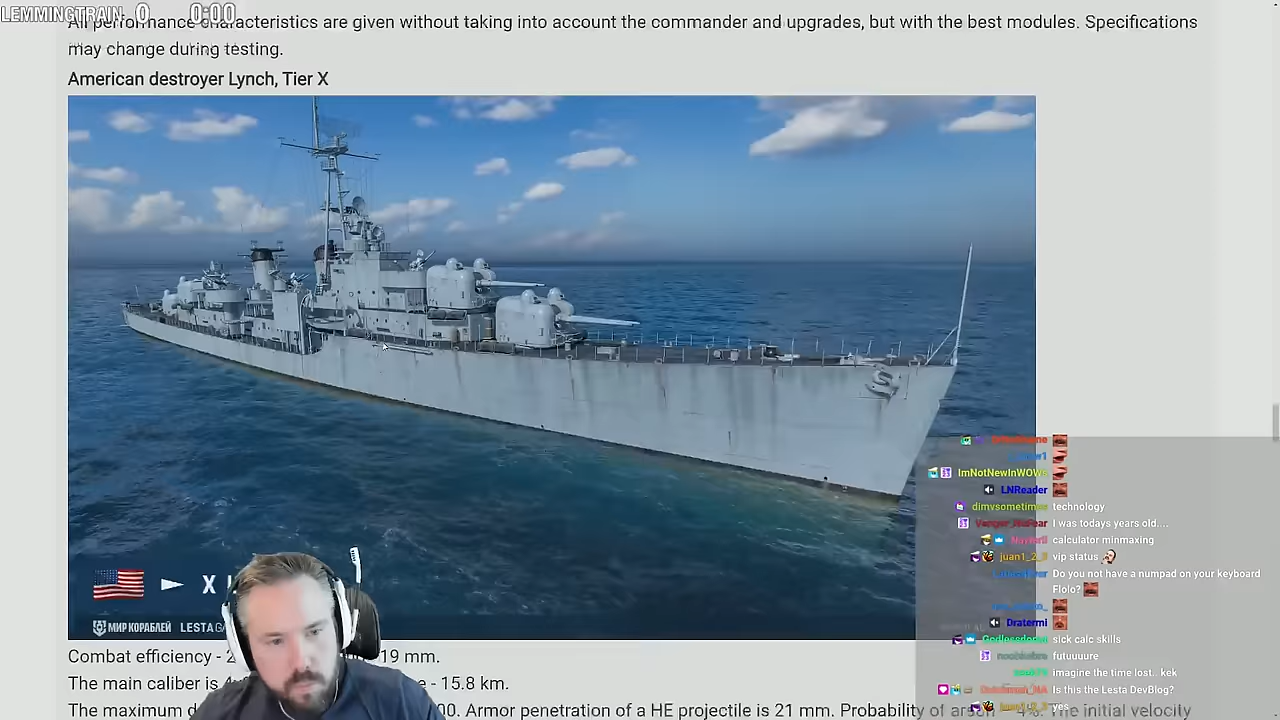 LEMMINGTRAIN 0 0:00
All performance characteristics are given without taking into account the commander and upgrades, but with the best modules. Specifications
may change during testing.
American destroyer Lynch, Tier X
X
МИР КОРАБЛЕЙ LESTA
Combat efficiency - 2 19 mm.
The main caliber is - 15.8 km.
The maximum 00. Armor penetration of a HE projectile is 21 mm. Probability of arson - 4%. The initial velocity
ImNotNewInWOWs
LNReader
dimvsometimes technology
I was todays years old....
calculator minmaxing
juan1_2_3 vip status
Do you not have a numpad on your keyboard
Flolo?
Dratermi
sick calc skills
futuuuure
imagine the time lost.. kek
Is this the Lesta DevBlog?
yes